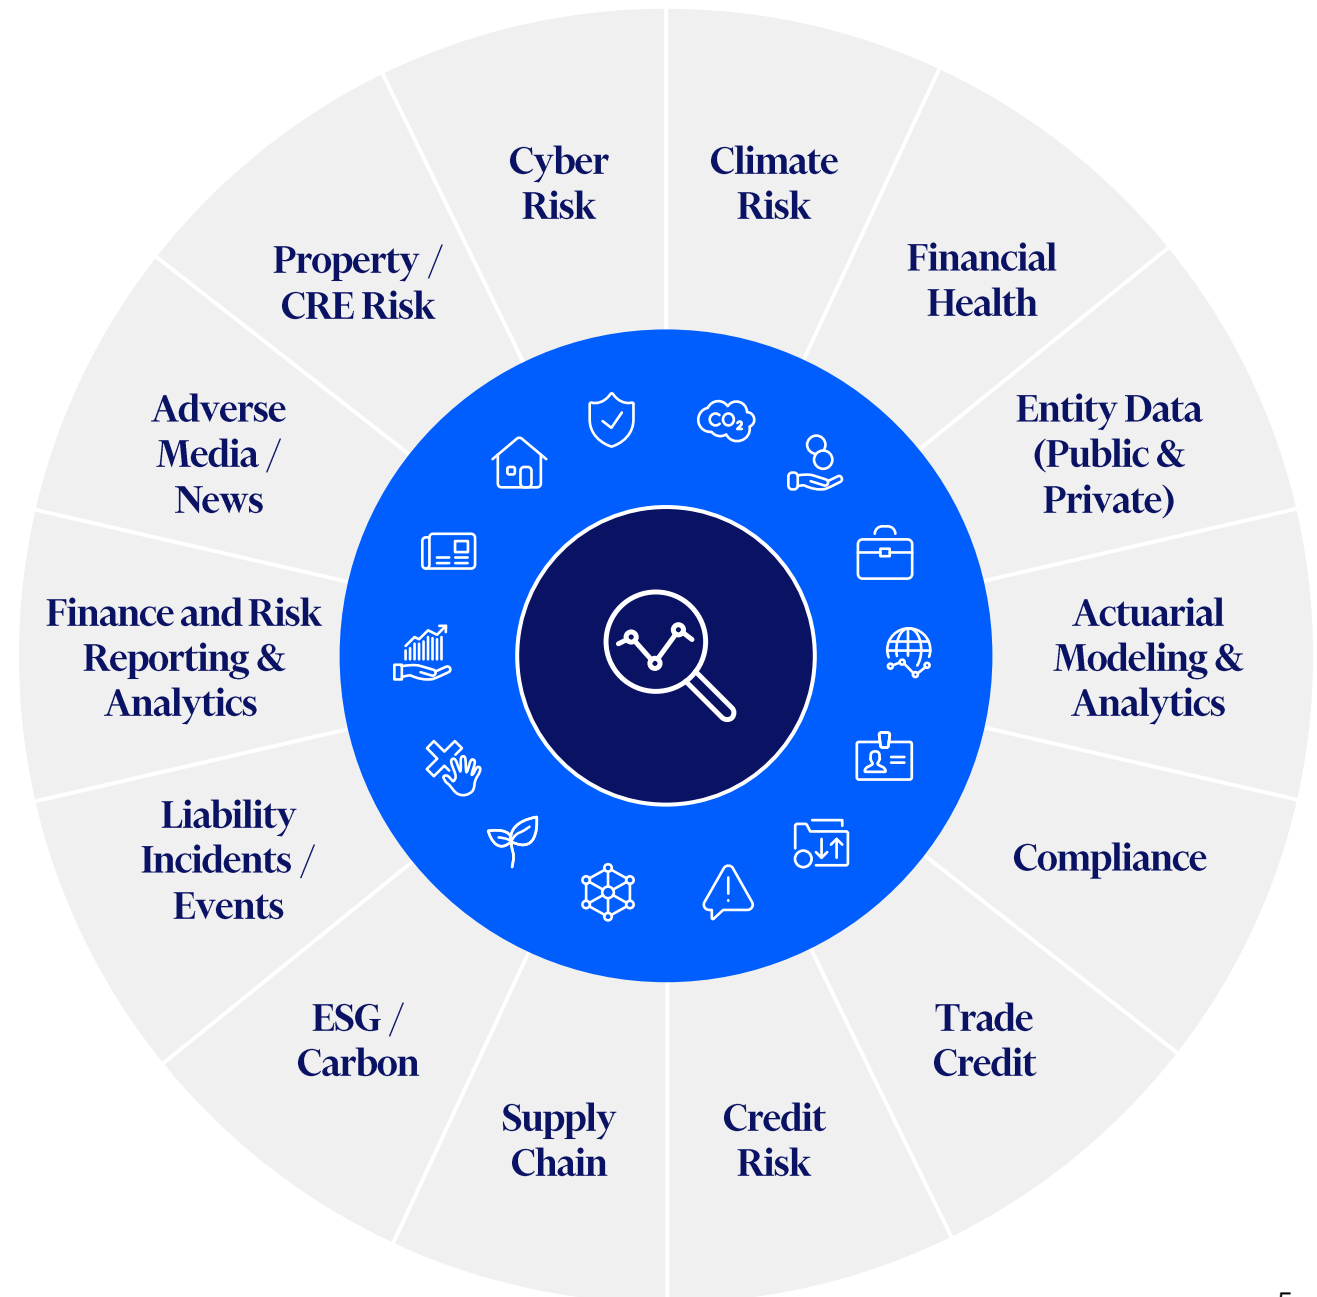 Cyber
Risk
Climate
Risk
Financial
Health
Entity Data
(Public &
Private)
Actuarial
Modeling &
Analytics
Compliance
Trade
Credit
Credit
Risk
Supply
Chain
ESG /
Carbon
Liability
Incidents /
Events
Finance and Risk
Reporting &
Analytics
Adverse
Media /
News
Property /
CRE Risk
CO2